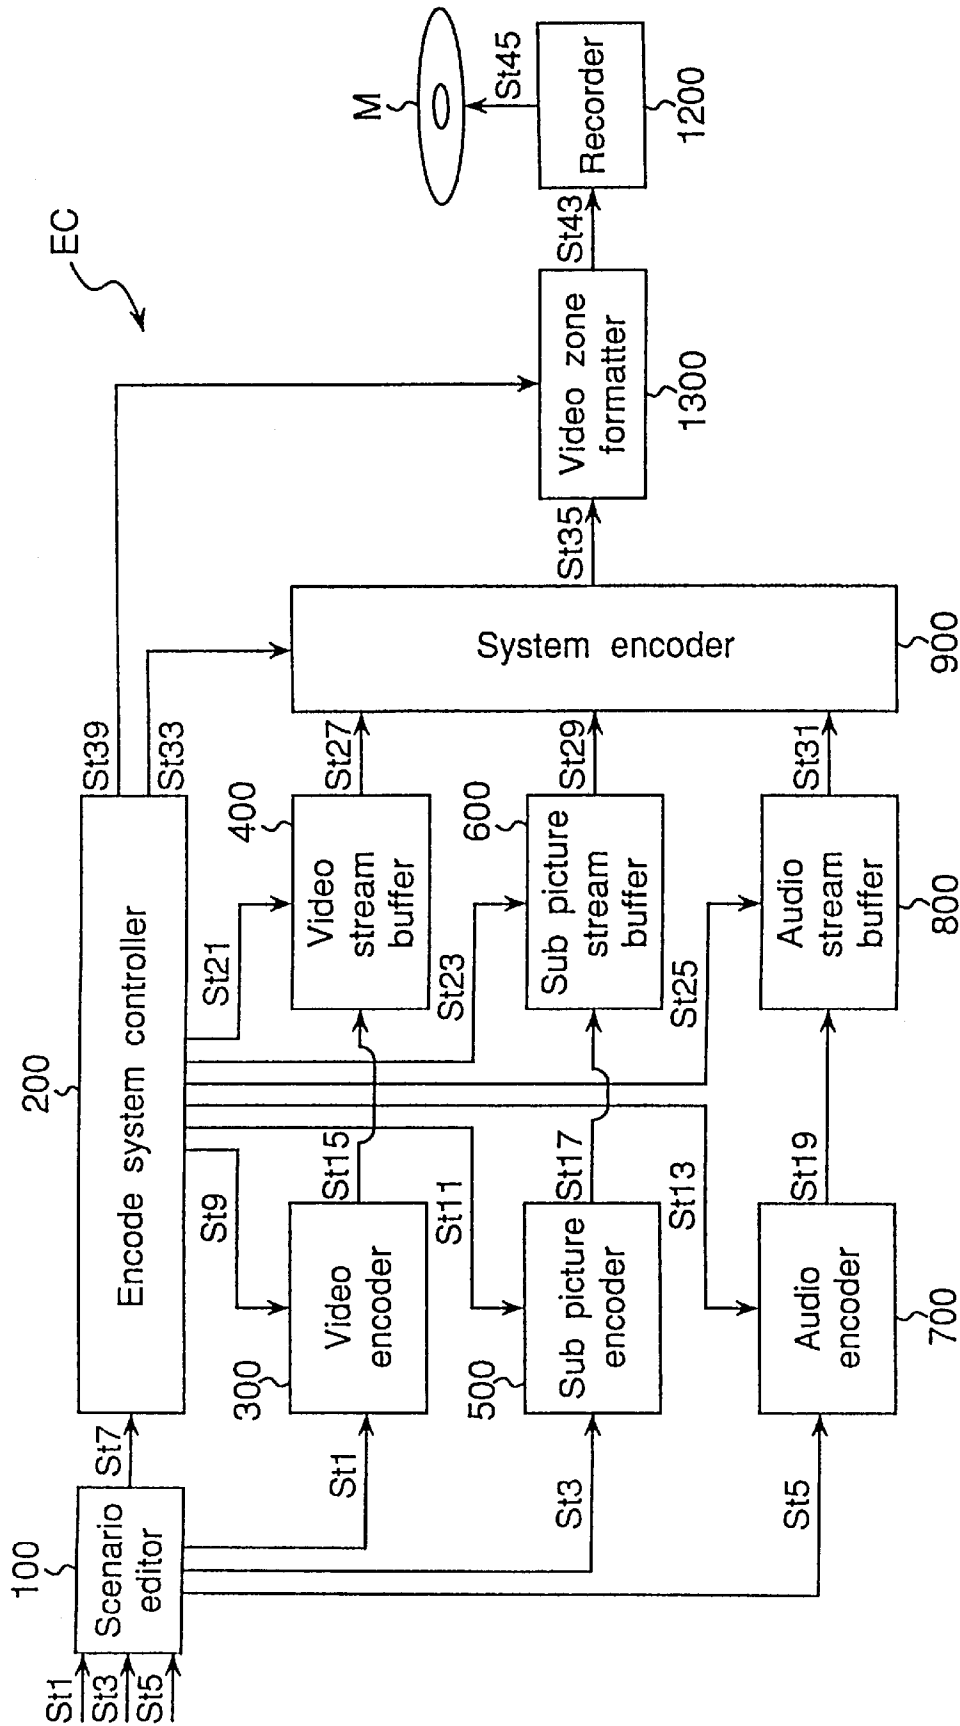 EC
100
Scenario
editor
St1
St3
St5
St7
200
Encode system controller
St39
St33
St9
St21
St11
St23
St13
St25
St1
300
Video
encoder
St15
400
Video
stream
buffer
St27
St3
500
Sub picture
encoder
St17
600
Sub picture
stream
buffer
St29
St5
Audio
encoder
700
St19
Audio
stream
buffer
800
St31
System encoder
900
St35
Video zone
formatter
1300
St43
Recorder
1200
St45
M